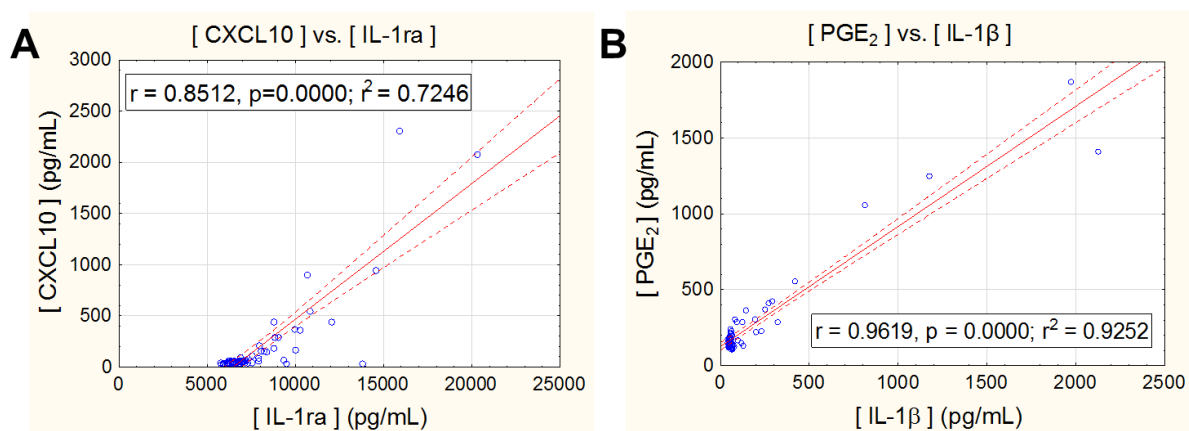 A
[ CXCL10 ] vs. [ IL-1ra ]
[ CXCL10 ] (pg/mL)
3000
2500
2000
1500
1000
500
0
r = 0.8512, p=0.0000; r² = 0.7246
0 5000 10000 15000 20000 25000
[ IL-1ra ] (pg/mL)
B
[ PGE₂ ] vs. [ IL-1β ]
[ PGE₂ ] (pg/mL)
2000
1500
1000
500
0
r = 0.9619, p = 0.0000; r² = 0.9252
0 500 1000 1500 2000 2500
[ IL-1β ] (pg/mL)